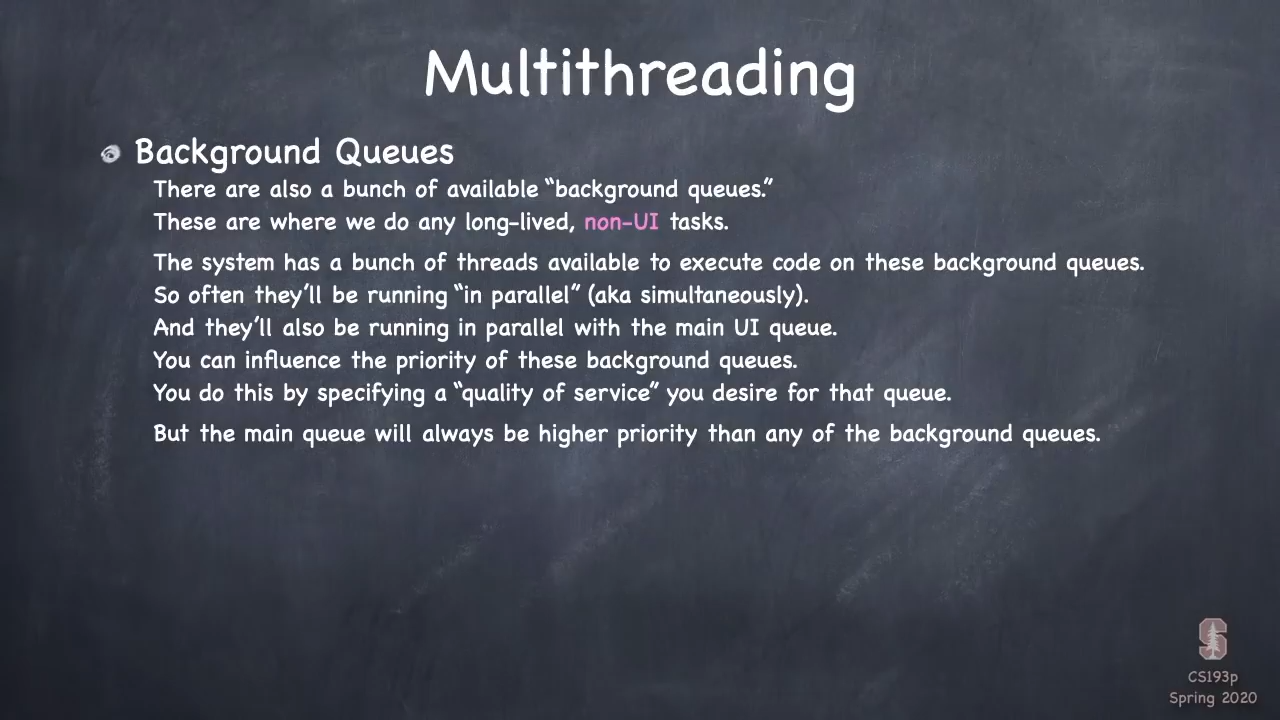 Multithreading
Background Queues
There are also a bunch of available “background queues.”
These are where we do any long-lived, non-UI tasks.
The system has a bunch of threads available to execute code on these background queues.
So often they’ll be running “in parallel” (aka simultaneously).
And they’ll also be running in parallel with the main UI queue.
You can influence the priority of these background queues.
You do this by specifying a “quality of service” you desire for that queue.
But the main queue will always be higher priority than any of the background queues.
S
CS193p
Spring 2020